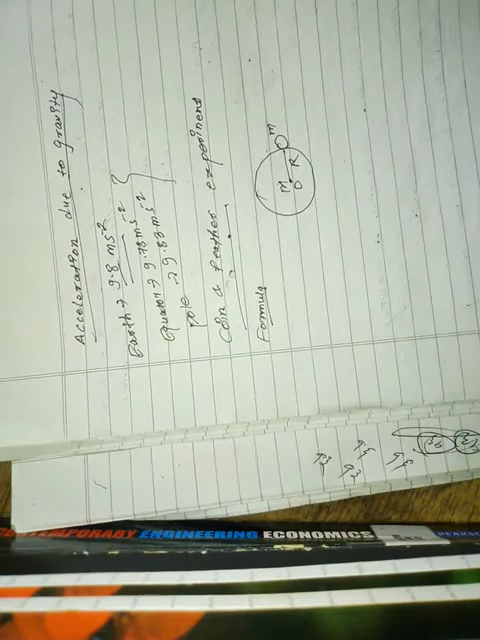 Acceleration due to gravity
Earth → 9.8 ms⁻²
Equator → 9.78 ms⁻²
pole → 9.83 ms⁻²
Coin & feather experiment
Formula
M
O
R
m
CONTEMPORARY ENGINEERING ECONOMICS
PEARSON